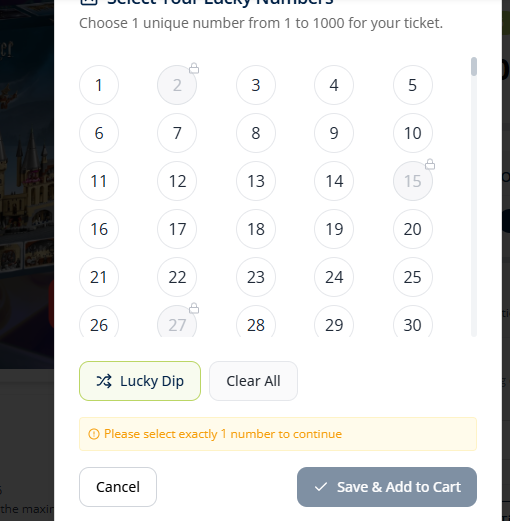 Select Your Lucky Numbers
Choose 1 unique number from 1 to 1000 for your ticket.
1 2 3 4 5
6 7 8 9 10
11 12 13 14 15
16 17 18 19 20
21 22 23 24 25
26 27 28 29 30
Lucky Dip Clear All
Please select exactly 1 number to continue
Cancel Save & Add to Cart